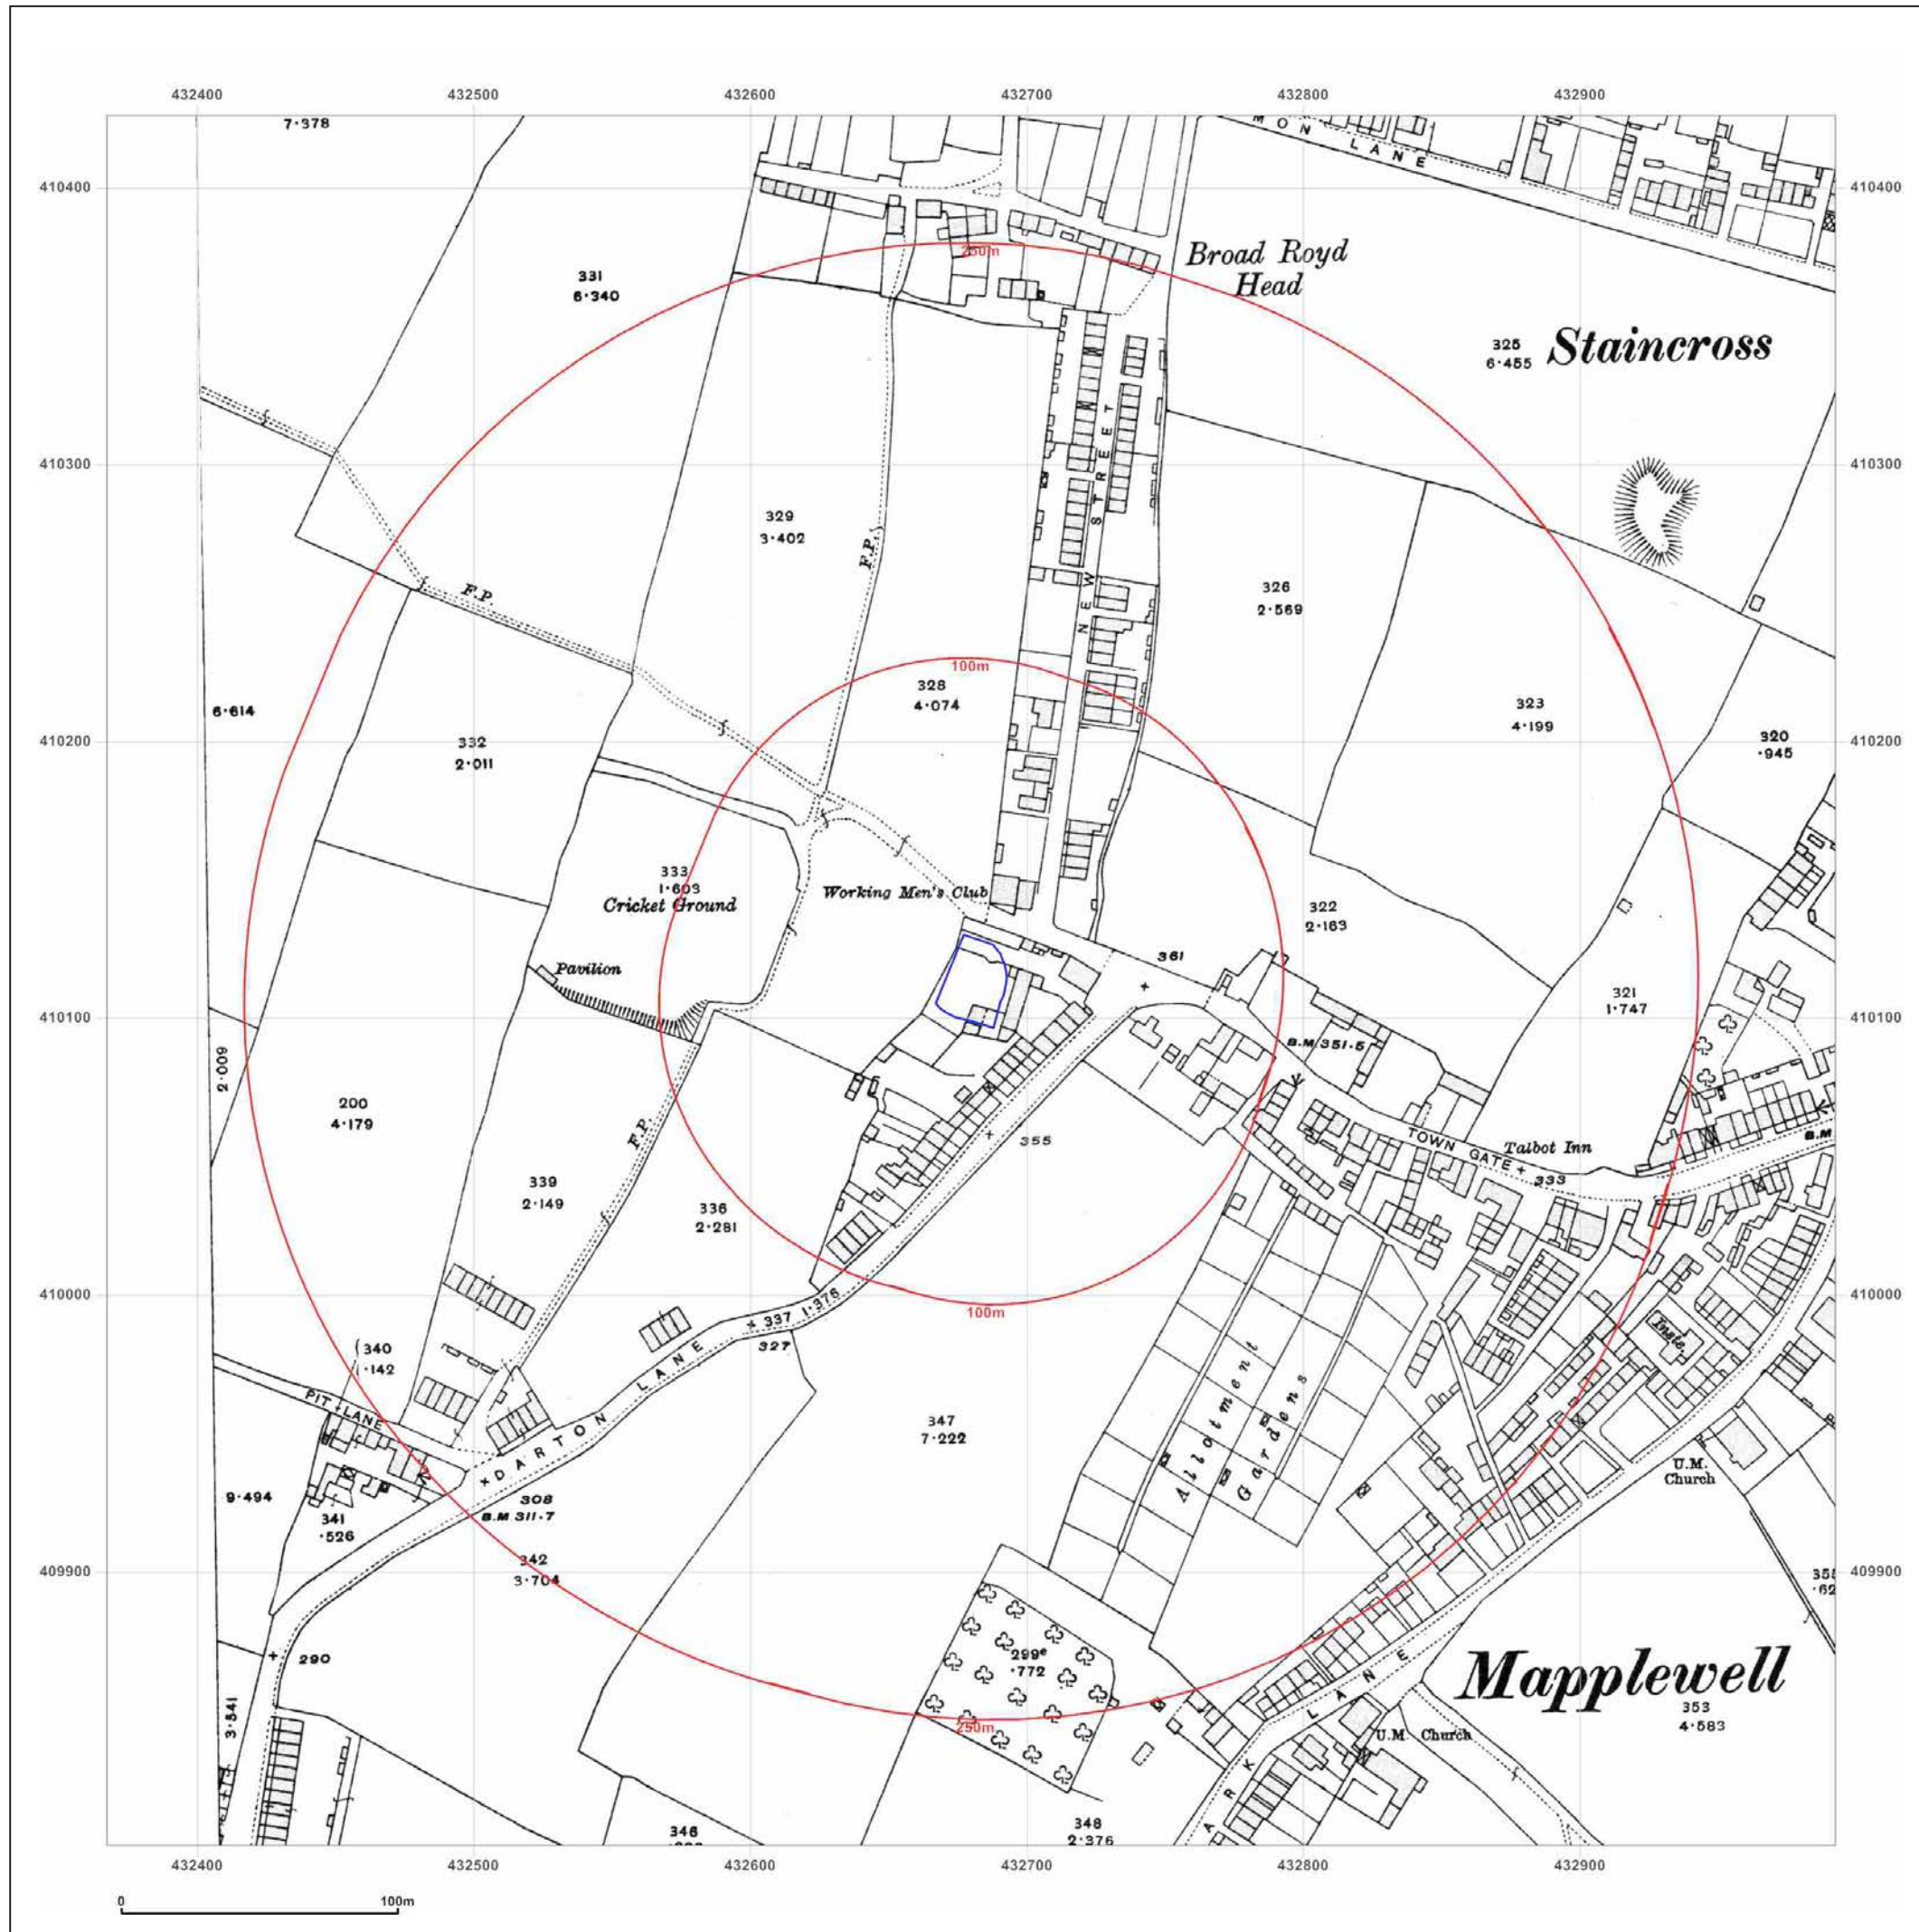 432400
432500
432600
432700
432800
432900
7·378
MON LANE
410400
410400
Broad Royd
Head
250m
331
6·340
325
6·455
Staincross
410300
410300
329
3·402
F.P.
NEW STREET
326
2·569
F.P.
100m
328
4·074
6·614
323
4·199
410200
410200
332
2·011
320
·945
333
1·603
Cricket Ground
Working Men's Club
322
2·163
Pavilion
361
321
1·747
410100
410100
B.M 351·5
2·009
200
4·179
F.P.
355
TOWN GATE
Talbot Inn
B.M
333
339
2·149
336
2·281
410000
410000
100m
337 1·376
327
Instе.
340
·142
PIT LANE
DARTON LANE
Allotment
Gardens
347
7·222
U.M.
Church
9·494
308
B.M 311·7
341
·526
342
3·704
409900
409900
290
299ᵉ
·772
Mapplewell
353
4·583
3·541
250m
U.M. Church
ARK LANE
346
348
2·376
432400
432500
432600
432700
432800
432900
0
100m